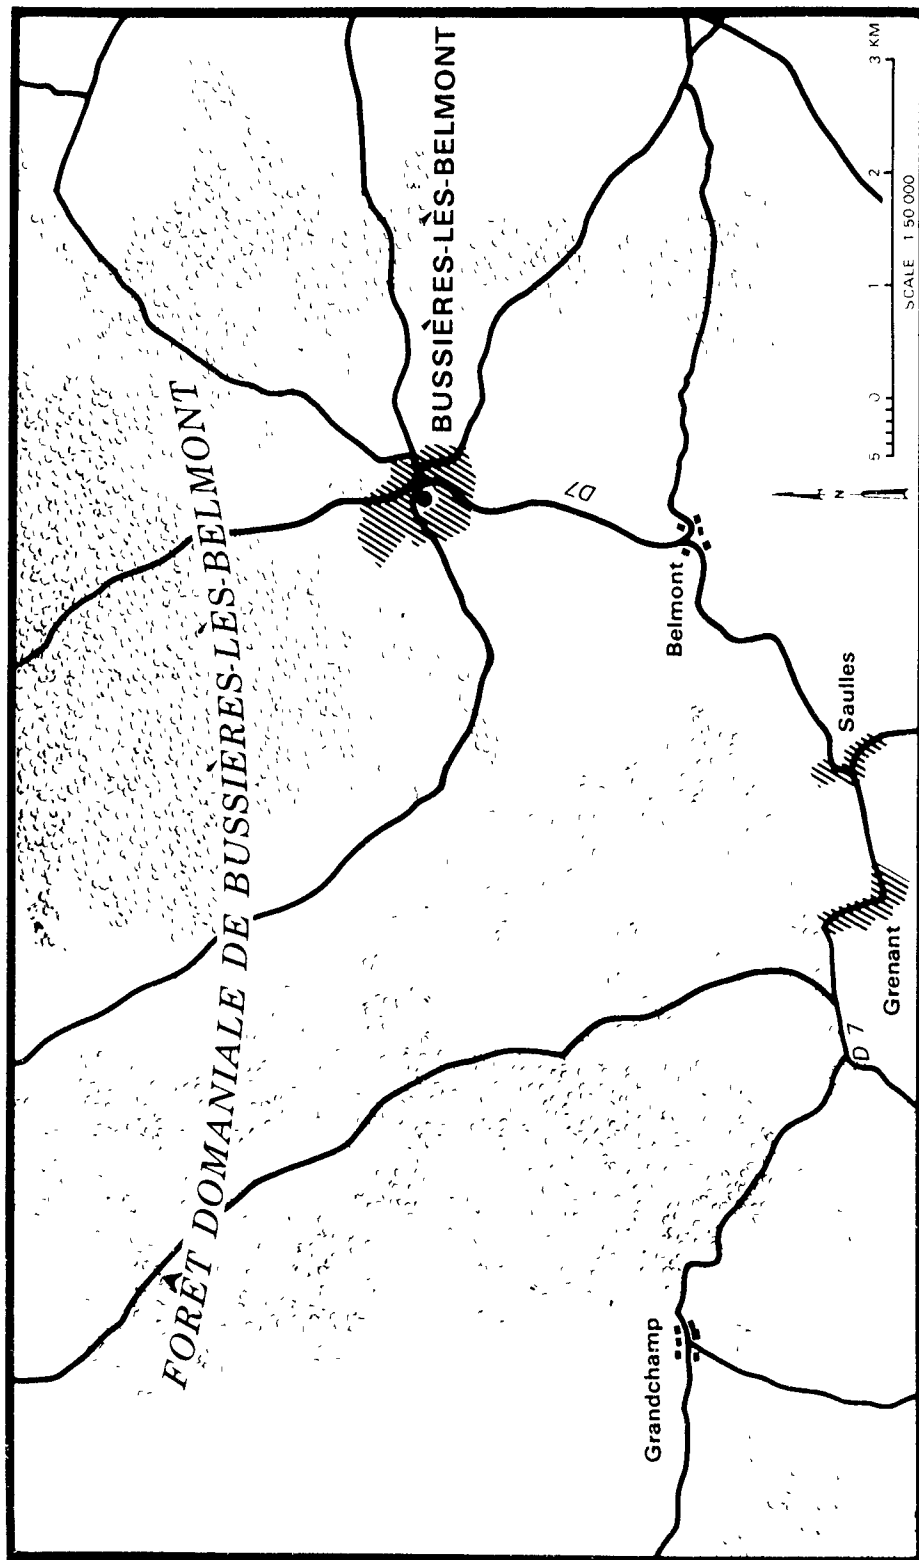 FORÊT DOMANIALE DE BUSSIÈRES-LÈS-BELMONT
BUSSIÈRES-LÈS-BELMONT
D7
Grandchamp
Belmont
Saulles
D 7
Grenant
N
5 0 1 2 3 KM
SCALE 1 50 000